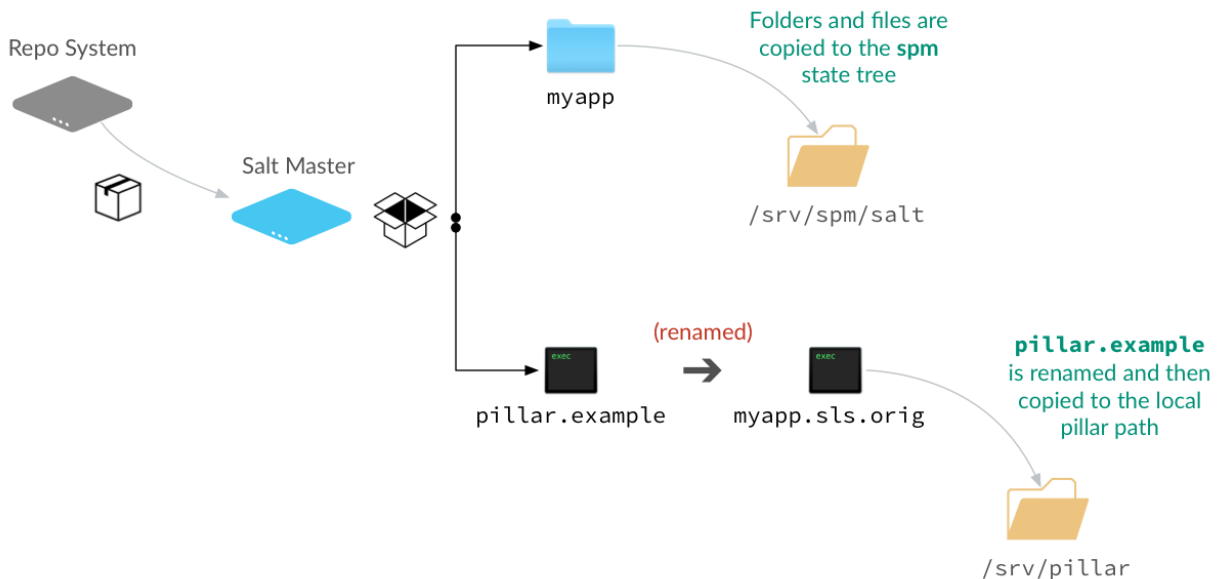 Repo System
Salt Master
myapp
Folders and files are
copied to the spm
state tree
/srv/spm/salt
exec
pillar.example
(renamed)
exec
myapp.sls.orig
pillar.example
is renamed and then
copied to the local
pillar path
/srv/pillar